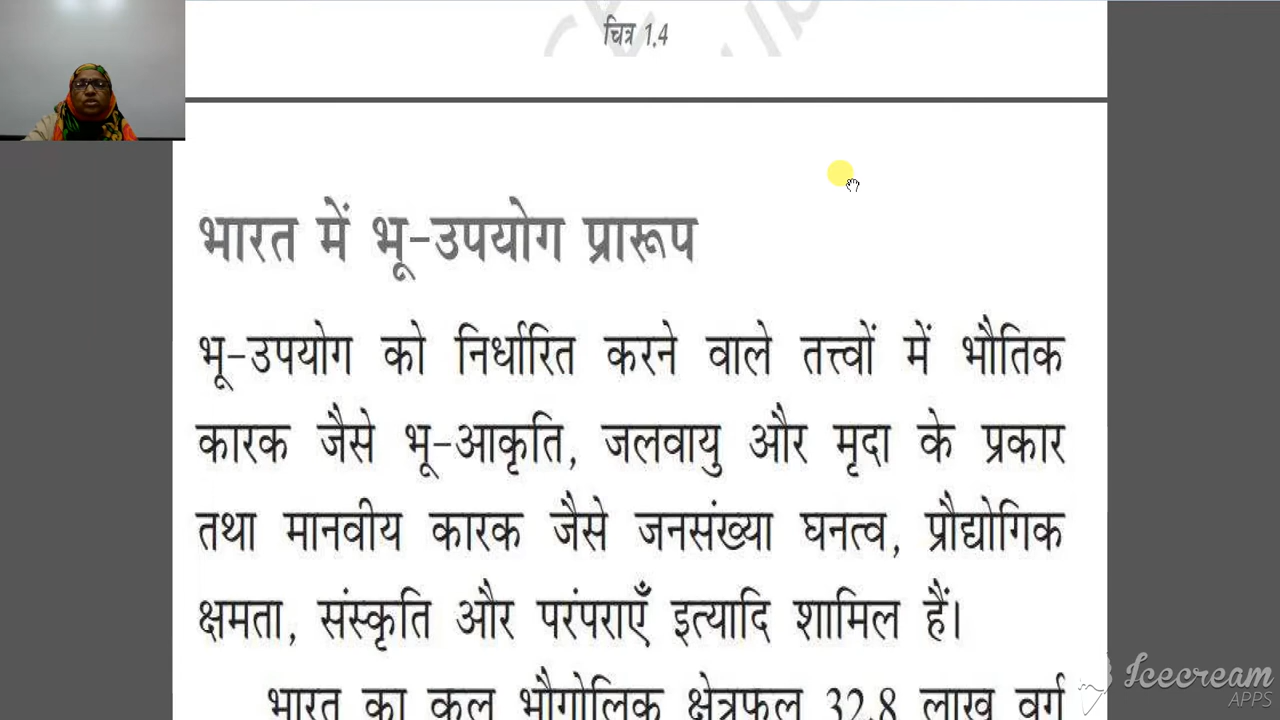 चित्र 1.4
भारत में भू-उपयोग प्रारूप
भू-उपयोग को निर्धारित करने वाले तत्त्वों में भौतिक
कारक जैसे भू-आकृति, जलवायु और मृदा के प्रकार
तथा मानवीय कारक जैसे जनसंख्या घनत्व, प्रौद्योगिक
क्षमता, संस्कृति और परंपराएँ इत्यादि शामिल हैं।
भारत का कुल भौगोलिक क्षेत्रफल 32.8 लाख वर्ग
Icecream
APPS